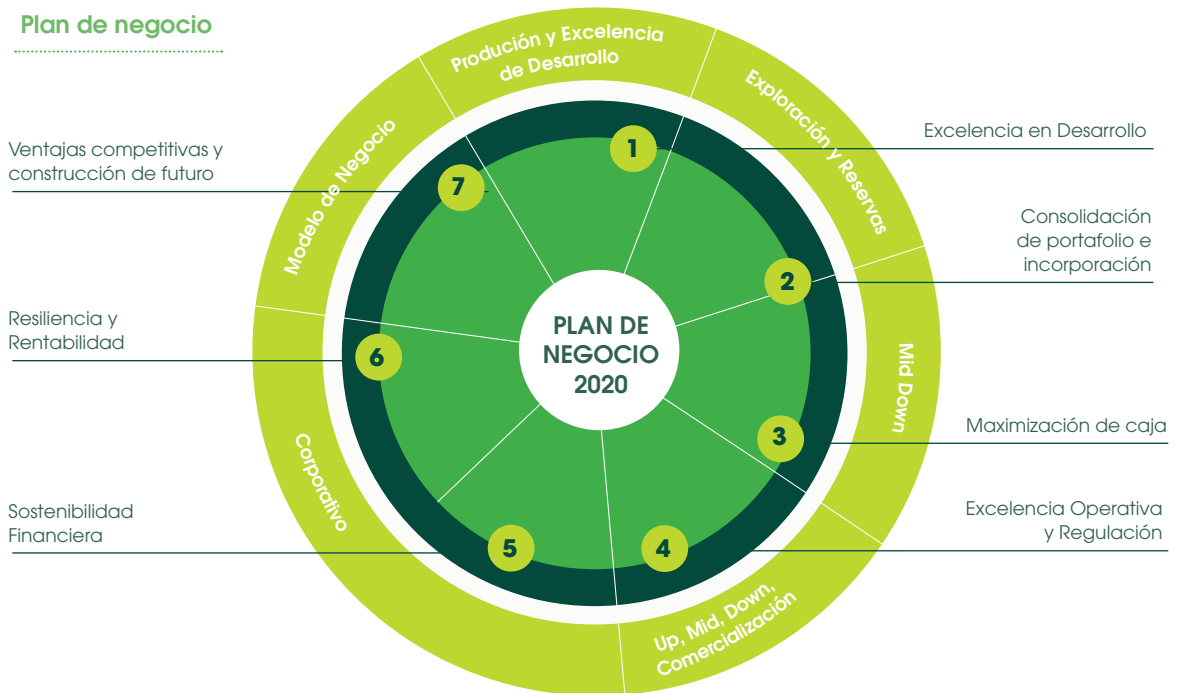 Plan de negocio
Produción y Excelencia
de Desarrollo
Exploración y Reservas
Mid Down
Up, Mid, Down,
Comercialización
Corporativo
Modelo de Negocio
1
2
3
4
5
6
7
PLAN DE
NEGOCIO
2020
Excelencia en Desarrollo
Consolidación
de portafolio e
incorporación
Maximización de caja
Excelencia Operativa
y Regulación
Sostenibilidad
Financiera
Resiliencia y
Rentabilidad
Ventajas competitivas y
construcción de futuro